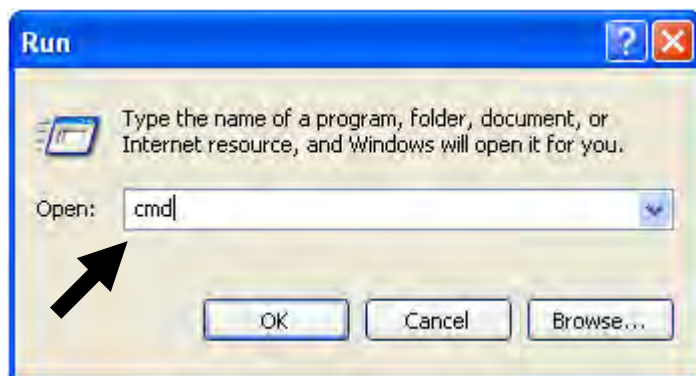 Run
Type the name of a program, folder, document, or
Internet resource, and Windows will open it for you.
Open: cmd
OK Cancel Browse...